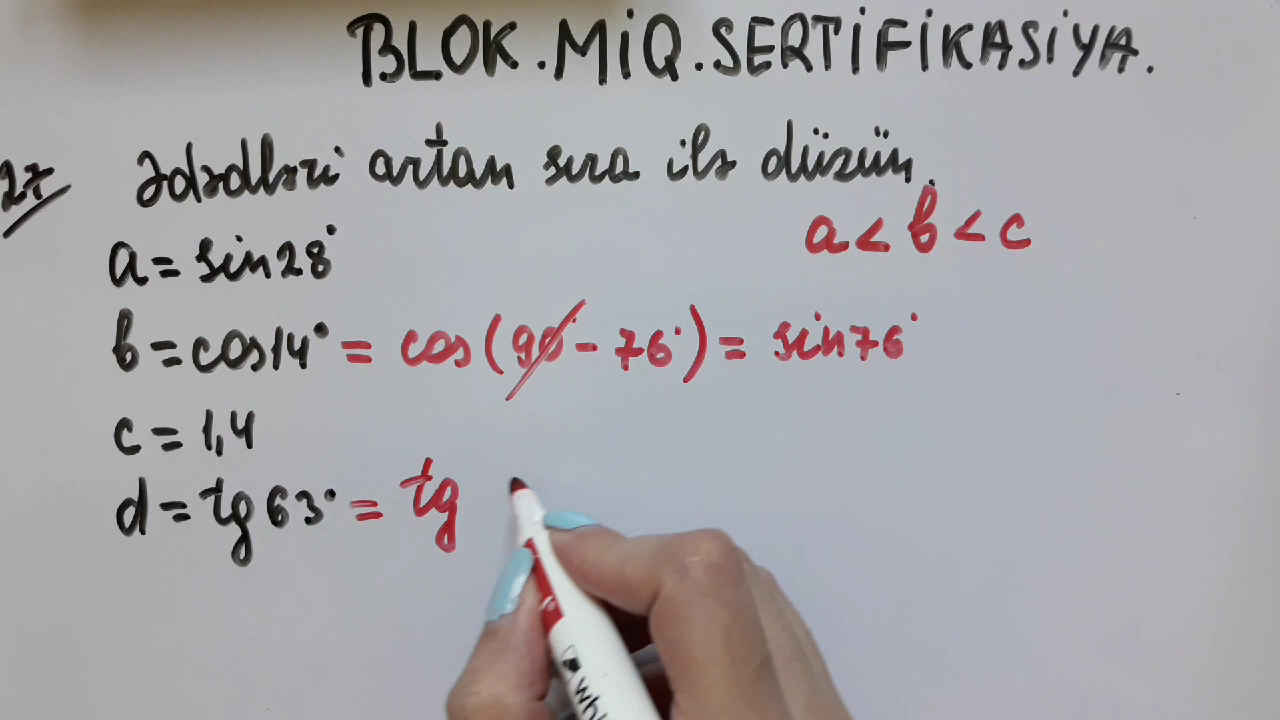 BLOK.MİQ.SERTİFİKASİYA.
27 Ədədləri artan sıra ilə düzün.
a < b < c
a = sin28°
b = cos14° = cos(90° - 76°) = sin76°
c = 1,4
d = tg63° = tg